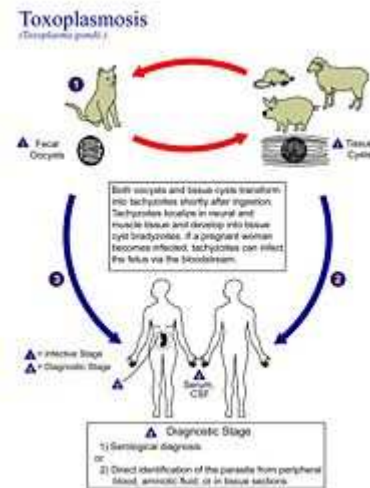 Toxoplasmosis
(Toxoplasma gondii)
1
Fecal
Oocysts
Tissue
Cysts
Both oocysts and tissue cysts transform
into tachyzoites shortly after ingestion.
Tachyzoites localize in neural and
muscle tissue and develop into tissue
cyst bradyzoites. If a pregnant woman
becomes infected, tachyzoites can infect
the fetus via the bloodstream.
3
2
= Infective Stage
= Diagnostic Stage
Serum,
CSF
Diagnostic Stage
1) Serological diagnosis
or
2) Direct identification of the parasite from peripheral
blood, amniotic fluid, or in tissue sections